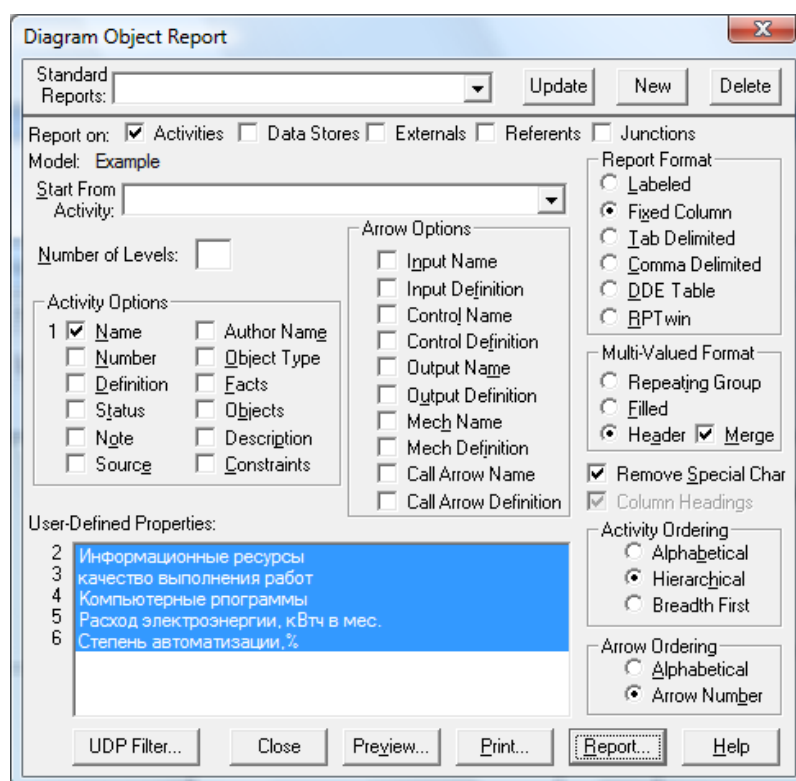 Diagram Object Report
Standard Reports:
Update New Delete
Report on: Activities Data Stores Externals Referents Junctions
Model: Example
Start From Activity:
Number of Levels:
Activity Options
1 Name Author Name
Number Object Type
Definition Facts
Status Objects
Note Description
Source Constraints
Arrow Options
Input Name
Input Definition
Control Name
Control Definition
Output Name
Output Definition
Mech Name
Mech Definition
Call Arrow Name
Call Arrow Definition
Report Format
Labeled
Fixed Column
Tab Delimited
Comma Delimited
DDE Table
RPTwin
Multi-Valued Format
Repeating Group
Filled
Header Merge
Remove Special Char
Column Headings
Activity Ordering
Alphabetical
Hierarchical
Breadth First
Arrow Ordering
Alphabetical
Arrow Number
User-Defined Properties:
2 Информационные ресурсы
3 качество выполнения работ
4 Компьютерные рпограммы
5 Расход электроэнергии, кВтч в мес.
6 Степень автоматизации,%
UDP Filter... Close Preview... Print... Report... Help